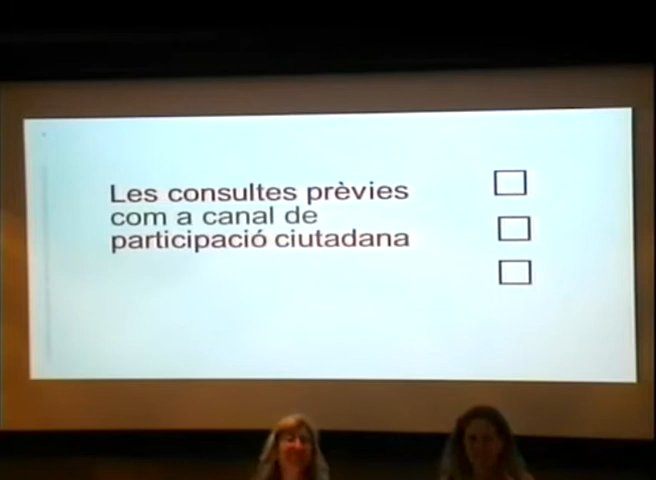 Les consultes prèvies
com a canal de
participació ciutadana